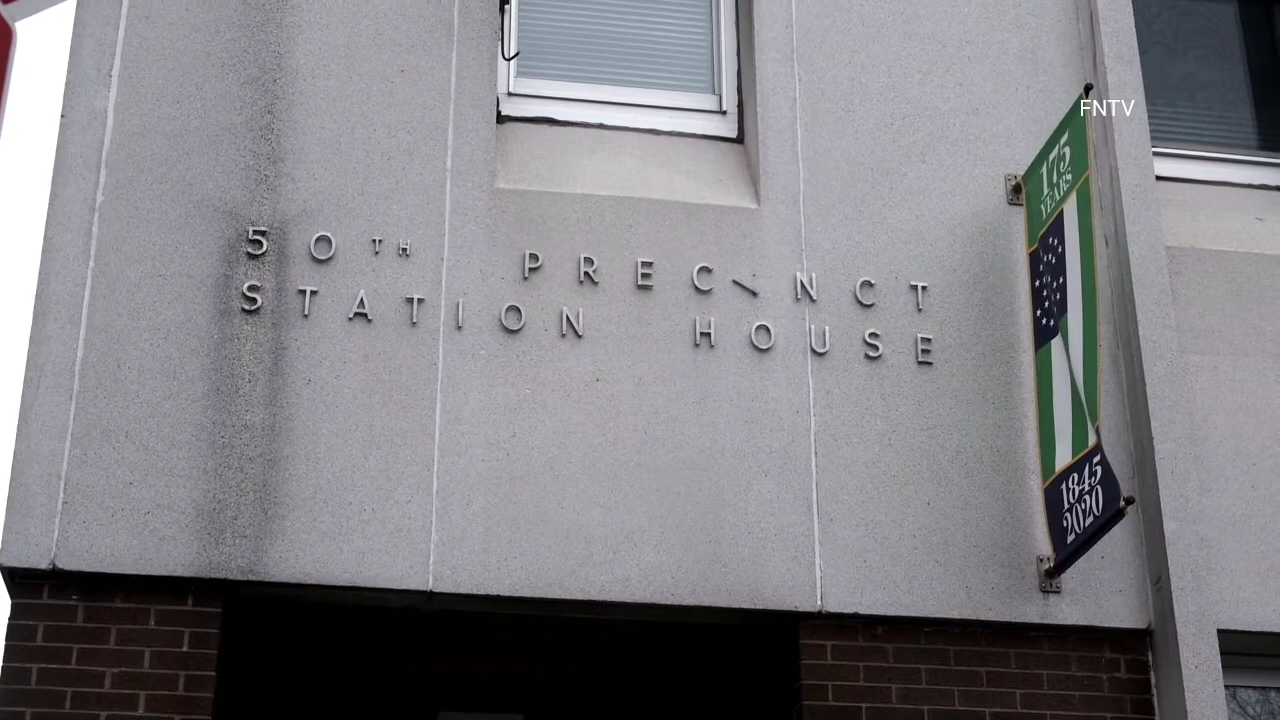 FNTV
50TH PRECINCT
STATION HOUSE
175
YEARS
1845
2020